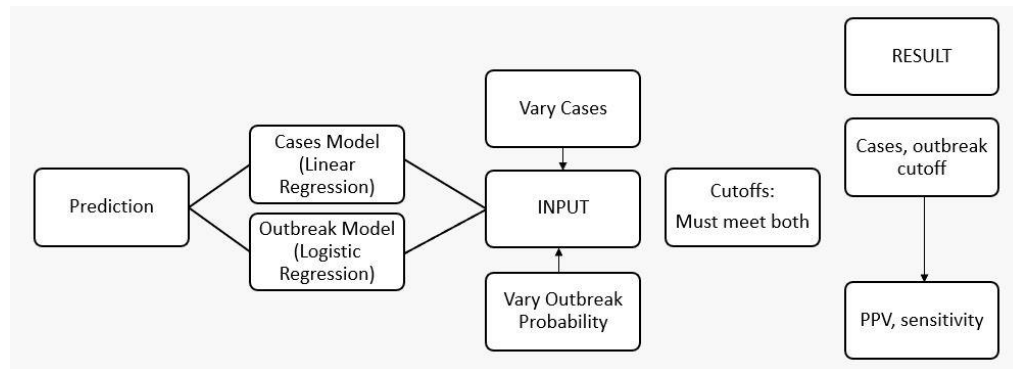 Prediction
Cases Model
(Linear
Regression)
Outbreak Model
(Logistic
Regression)
Vary Cases
INPUT
Vary Outbreak
Probability
Cutoffs:
Must meet both
RESULT
Cases, outbreak
cutoff
PPV, sensitivity